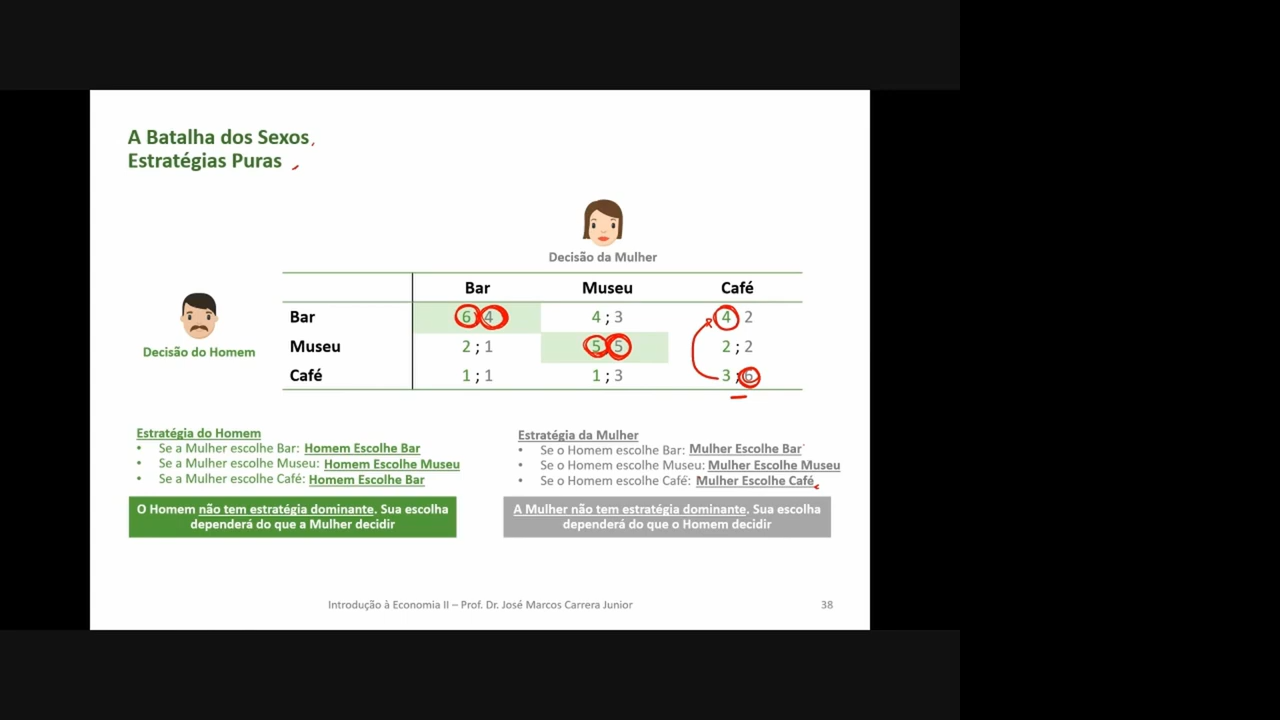 A Batalha dos Sexos
Estratégias Puras
Decisão da Mulher
Bar Museu Café
Decisão do Homem
Bar 6 ; 4 4 ; 3 4 2
Museu 2 ; 1 5 ; 5 2 ; 2
Café 1 ; 1 1 ; 3 3 ; 6
Estratégia do Homem
• Se a Mulher escolhe Bar: Homem Escolhe Bar
• Se a Mulher escolhe Museu: Homem Escolhe Museu
• Se a Mulher escolhe Café: Homem Escolhe Bar
O Homem não tem estratégia dominante. Sua escolha
dependerá do que a Mulher decidir
Estratégia da Mulher
• Se o Homem escolhe Bar: Mulher Escolhe Bar
• Se o Homem escolhe Museu: Mulher Escolhe Museu
• Se o Homem escolhe Café: Mulher Escolhe Café
A Mulher não tem estratégia dominante. Sua escolha
dependerá do que o Homem decidir
Introdução à Economia II – Prof. Dr. José Marcos Carrera Junior
38